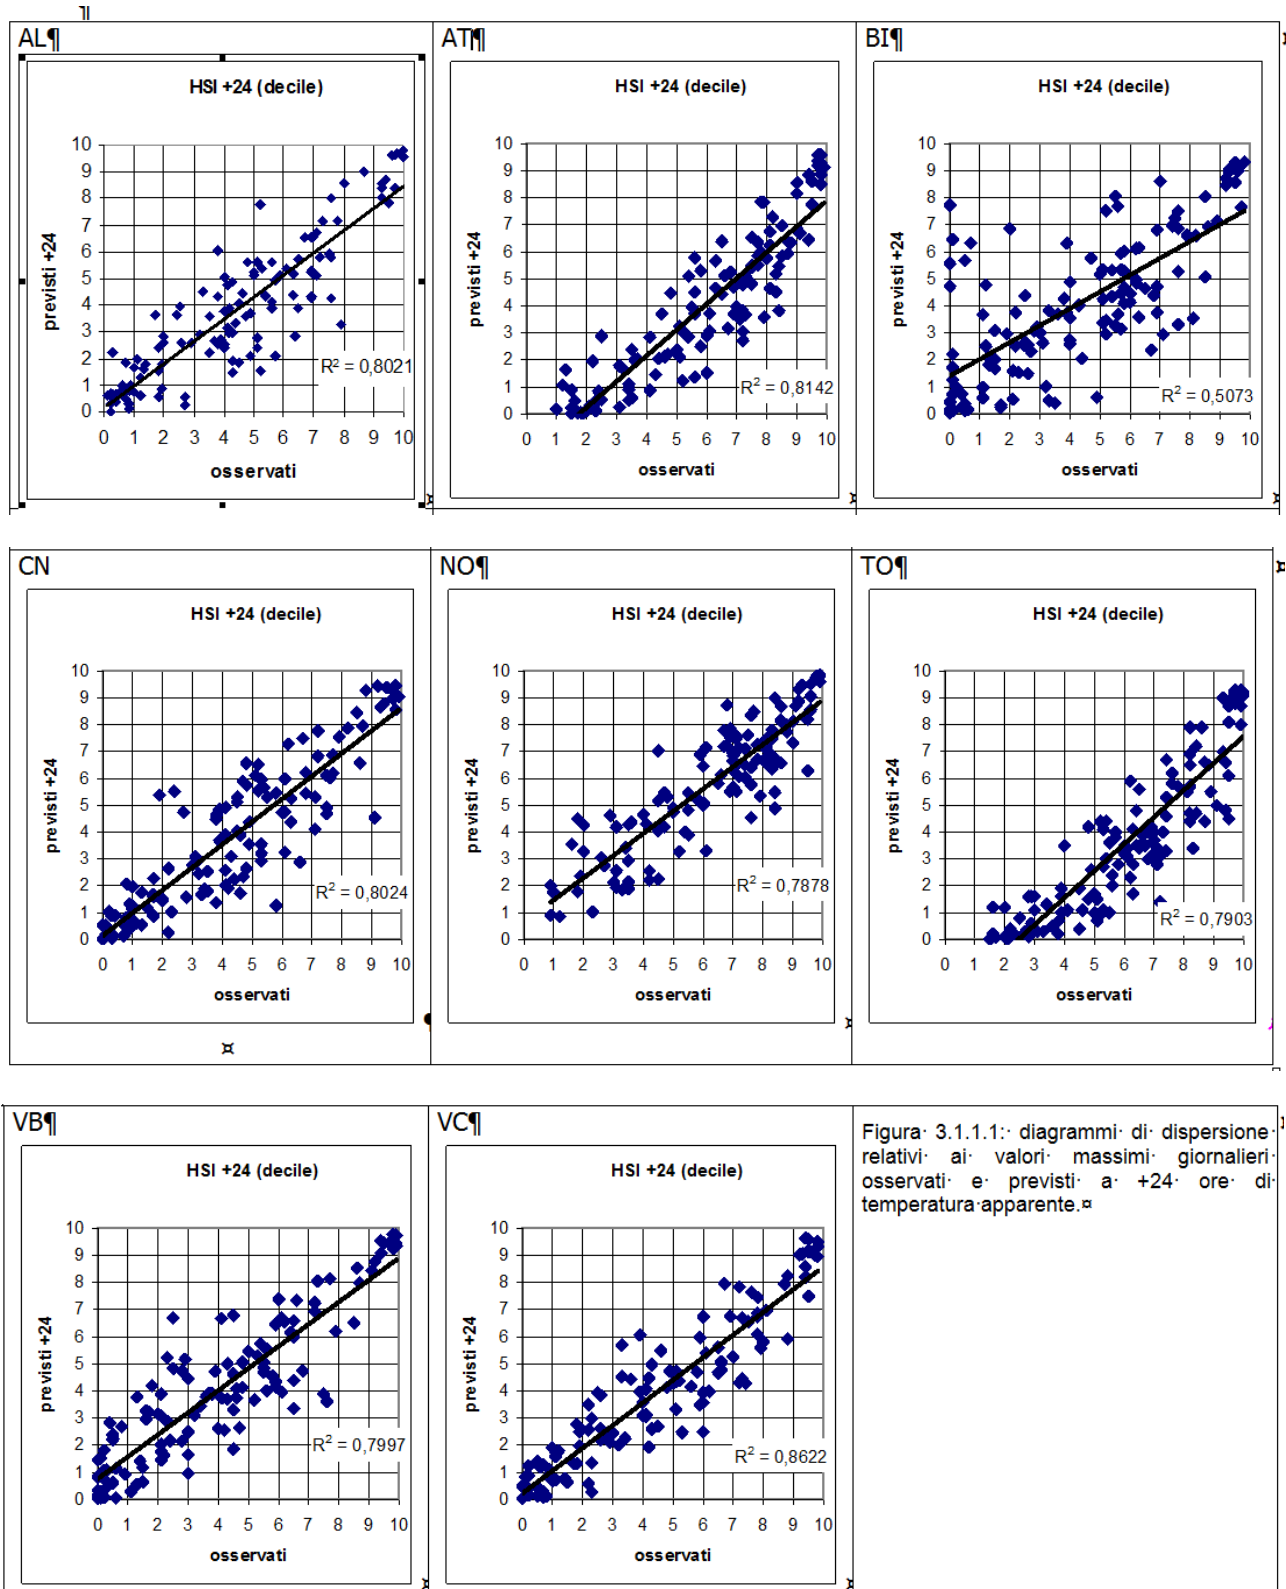 ¶
AL¶
HSI +24 (decile)
previsti +24
10
9
8
7
6
5
4
3
2
1
0
R² = 0,8021
0 1 2 3 4 5 6 7 8 9 10
osservati
¤
AT¶
HSI +24 (decile)
previsti +24
10
9
8
7
6
5
4
3
2
1
0
R² = 0,8142
0 1 2 3 4 5 6 7 8 9 10
osservati
¤
BI¶
HSI +24 (decile)
previsti +24
10
9
8
7
6
5
4
3
2
1
0
R² = 0,5073
0 1 2 3 4 5 6 7 8 9 10
osservati
¤
CN
HSI +24 (decile)
previsti +24
10
9
8
7
6
5
4
3
2
1
0
R² = 0,8024
0 1 2 3 4 5 6 7 8 9 10
osservati
¤
NO¶
HSI +24 (decile)
previsti +24
10
9
8
7
6
5
4
3
2
1
0
R² = 0,7878
0 1 2 3 4 5 6 7 8 9 10
osservati
¤
TO¶
HSI +24 (decile)
previsti +24
10
9
8
7
6
5
4
3
2
1
0
R² = 0,7903
0 1 2 3 4 5 6 7 8 9 10
osservati
¤
VB¶
HSI +24 (decile)
previsti +24
10
9
8
7
6
5
4
3
2
1
0
R² = 0,7997
0 1 2 3 4 5 6 7 8 9 10
osservati
¤
VC¶
HSI +24 (decile)
previsti +24
10
9
8
7
6
5
4
3
2
1
0
R² = 0,8622
0 1 2 3 4 5 6 7 8 9 10
osservati
¤
Figura· 3.1.1.1:· diagrammi· di· dispersione·
relativi· ai· valori· massimi· giornalieri·
osservati· e· previsti· a· +24· ore· di·
temperatura·apparente.¤